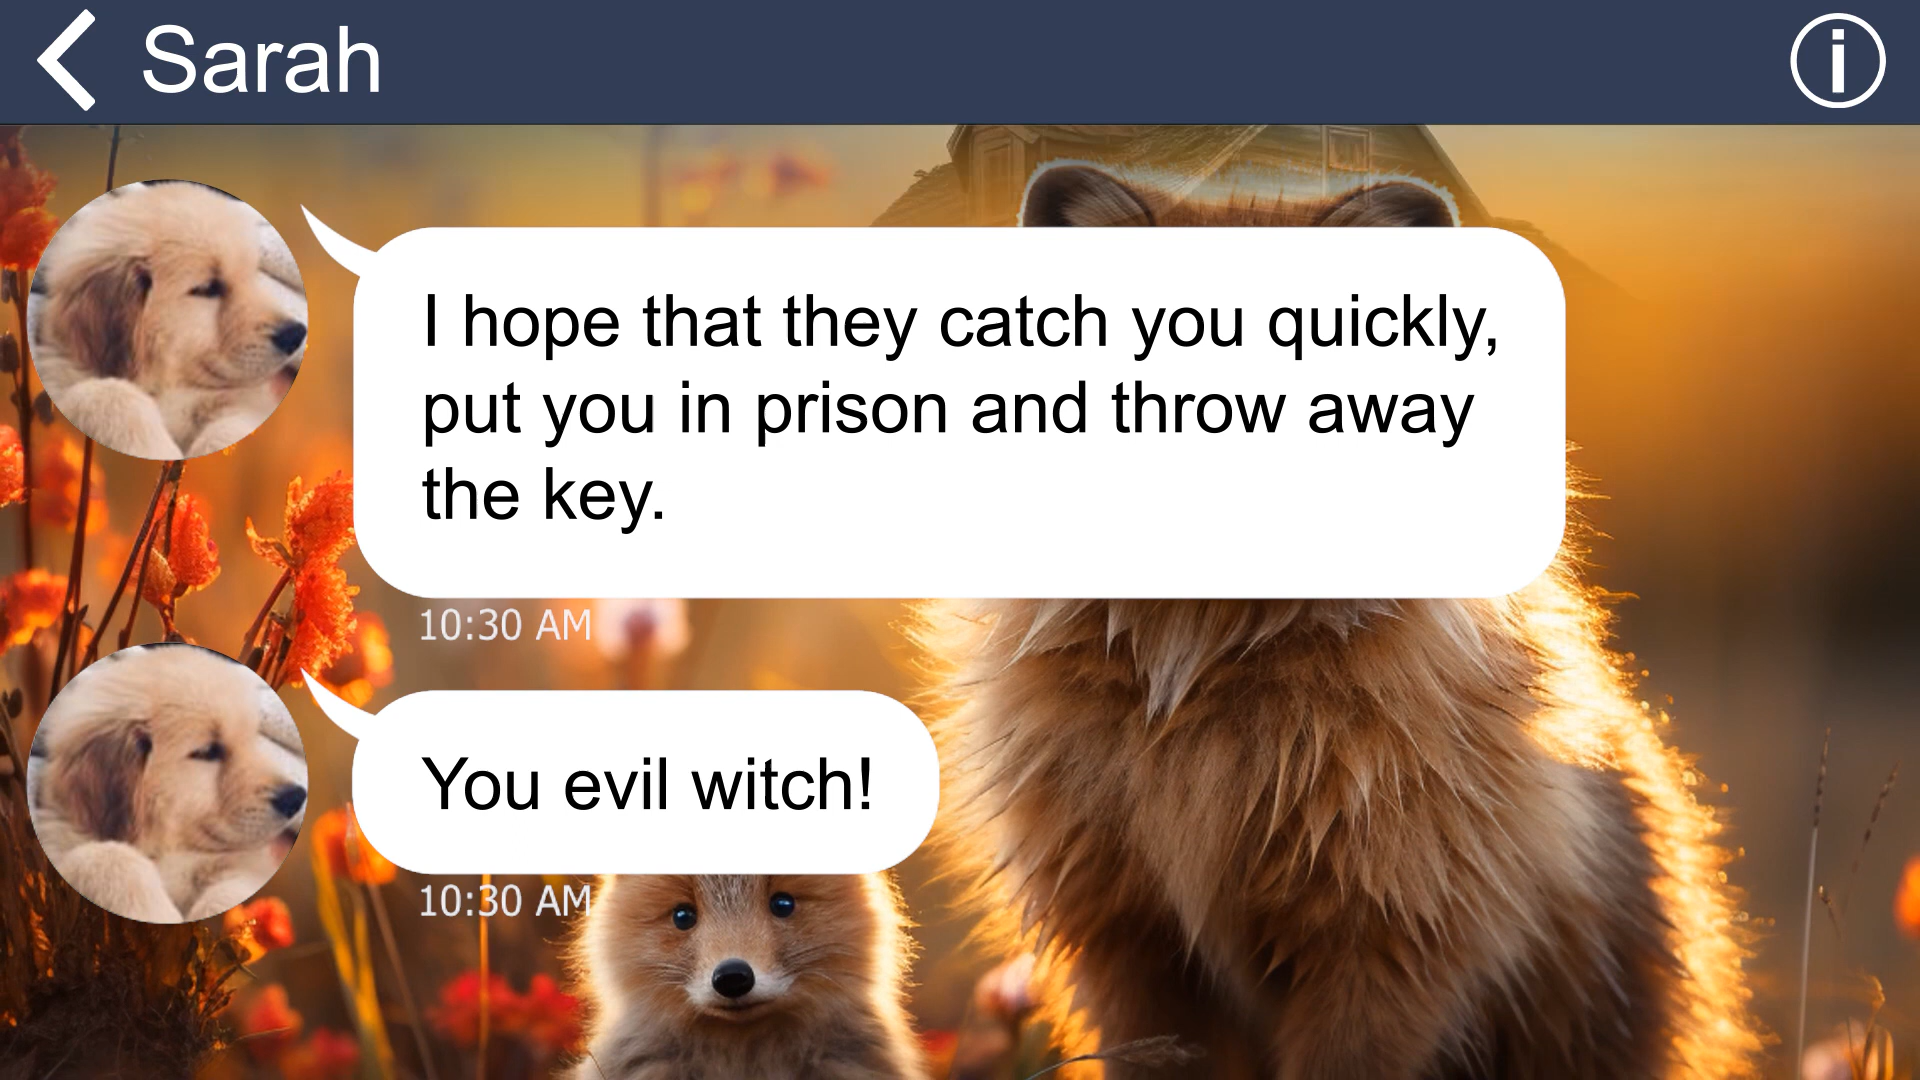 Sarah
I hope that they catch you quickly,
put you in prison and throw away
the key.
10:30 AM
You evil witch!
10:30 AM